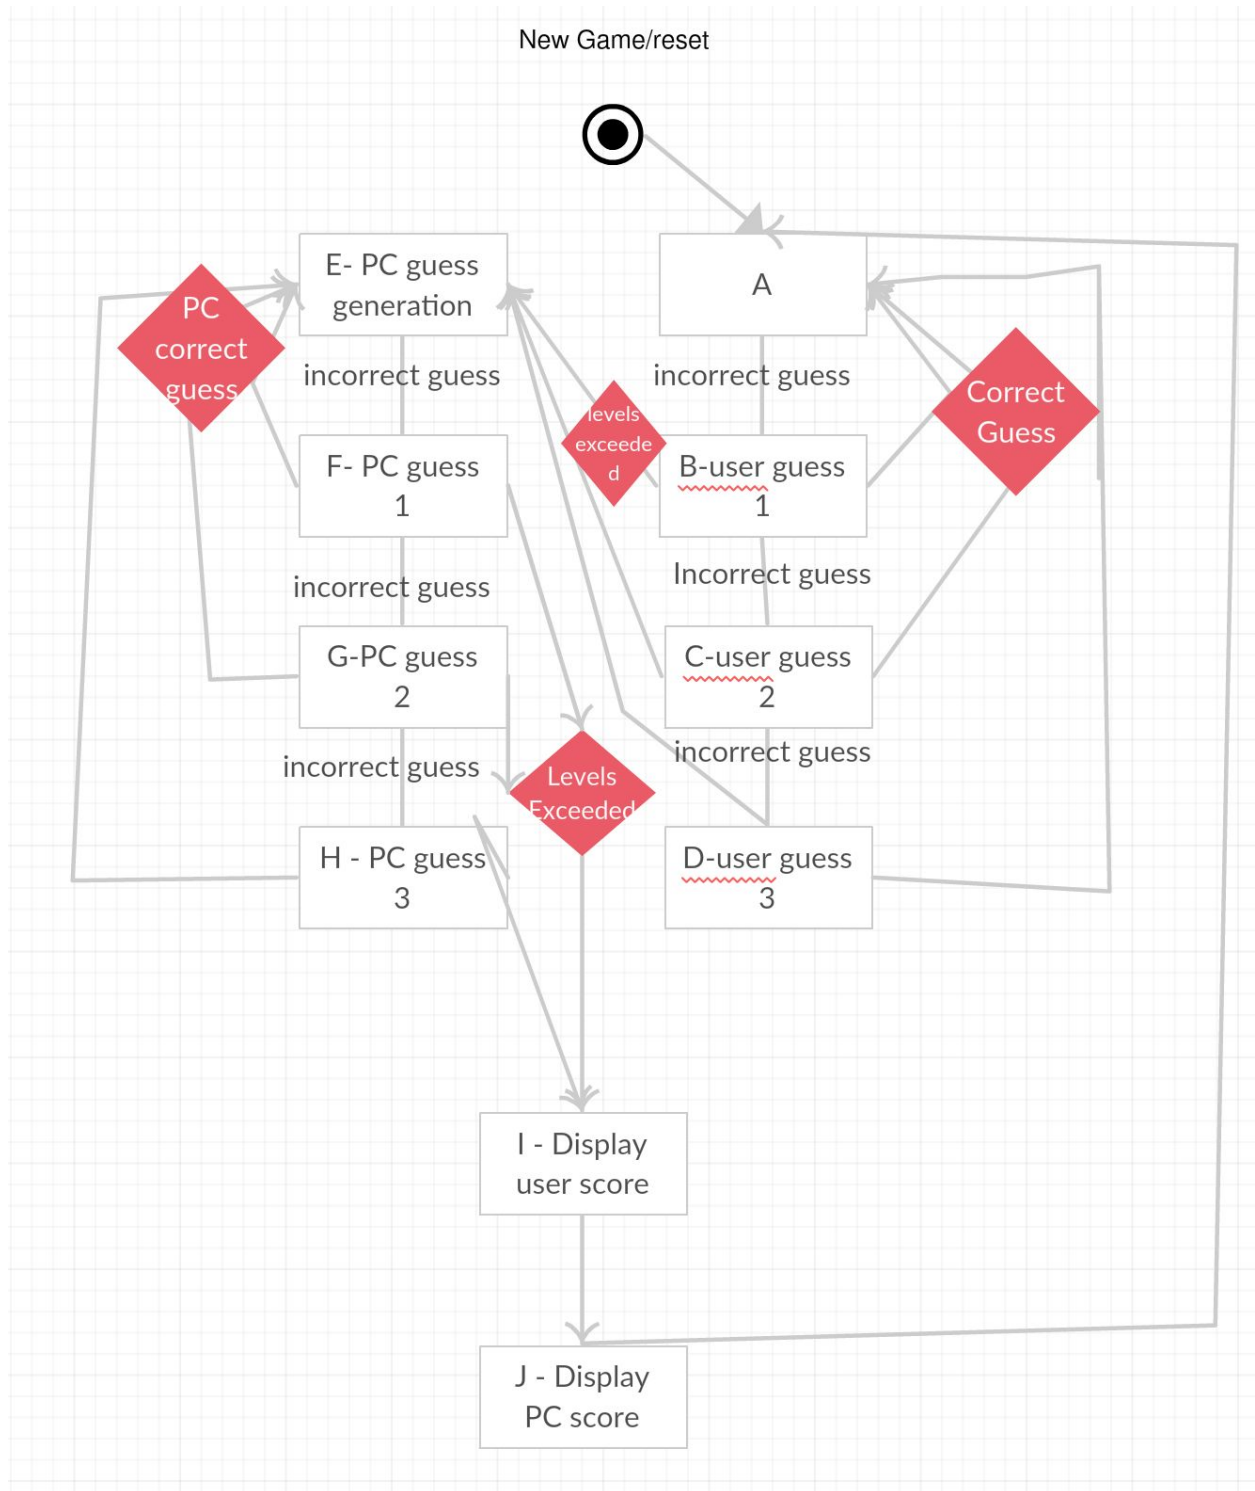 New Game/reset
E- PC guess
generation
A
PC
correct
guess
incorrect guess
incorrect guess
Correct
Guess
levels
exceede
d
F- PC guess
1
B-user guess
1
incorrect guess
Incorrect guess
G-PC guess
2
C-user guess
2
incorrect guess
incorrect guess
Levels
Exceeded
H - PC guess
3
D-user guess
3
I - Display
user score
J - Display
PC score